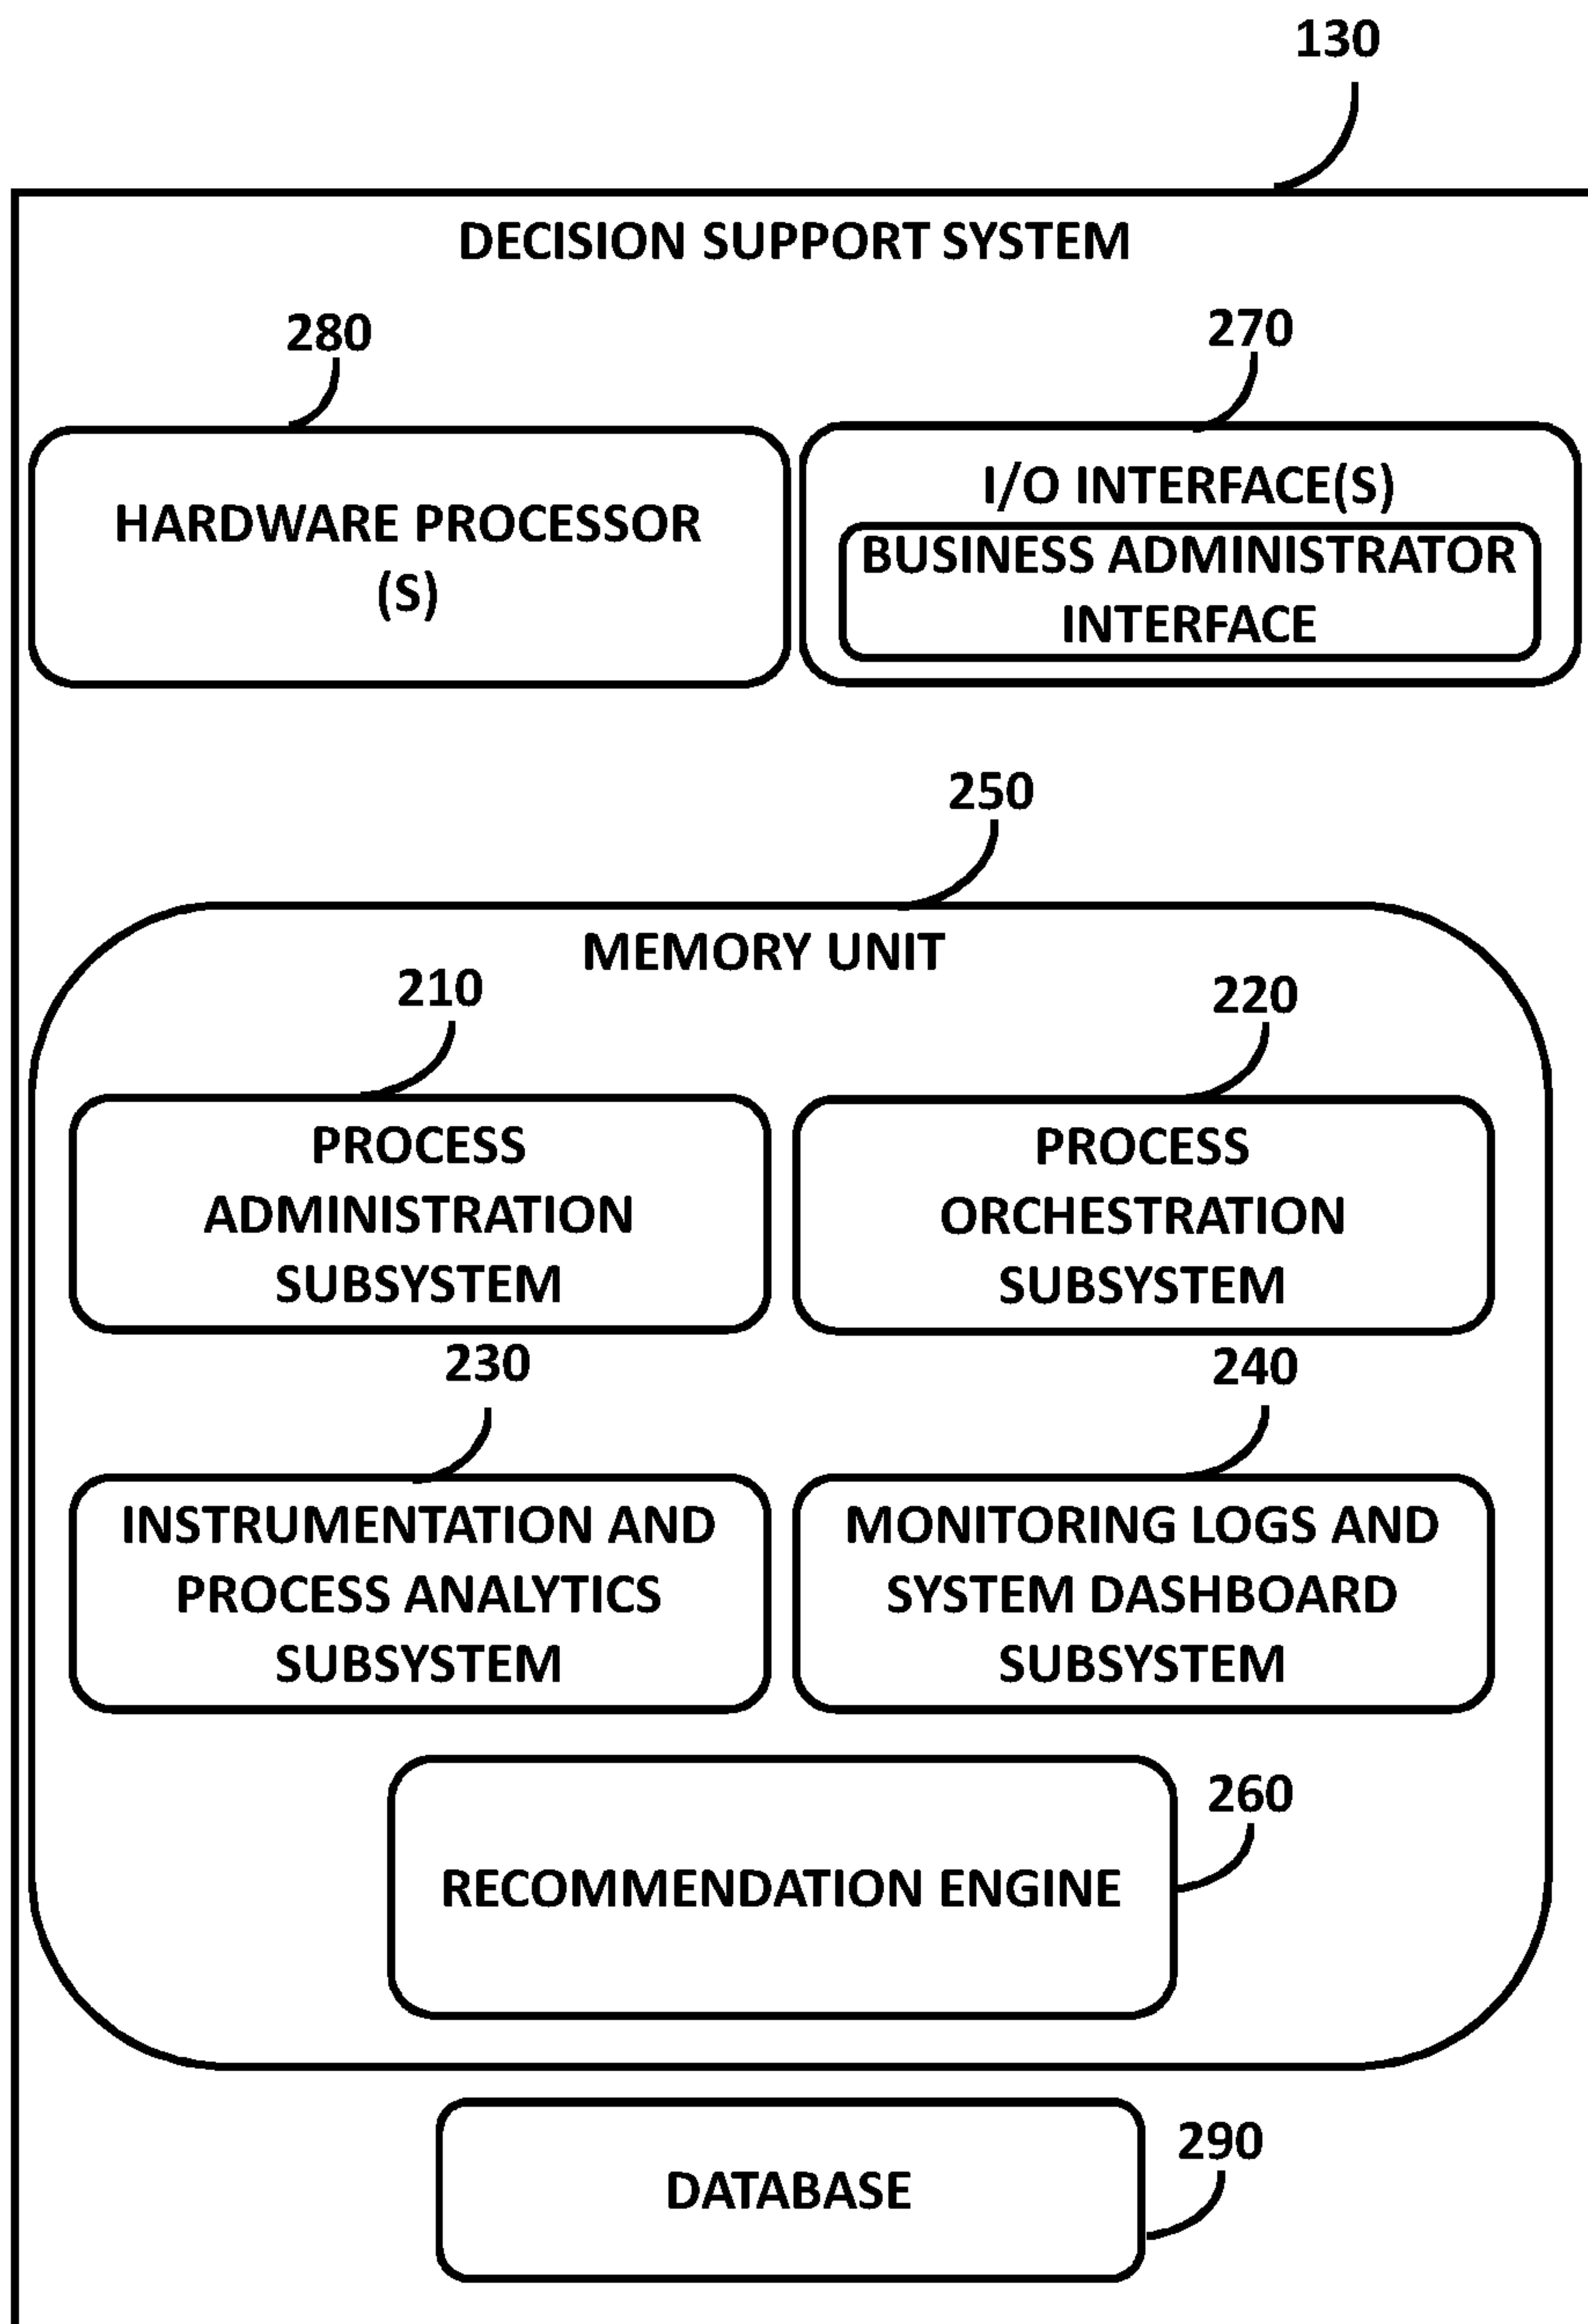 130
DECISION SUPPORT SYSTEM
280
270
HARDWARE PROCESSOR
(S)
I/O INTERFACE(S)
BUSINESS ADMINISTRATOR
INTERFACE
250
MEMORY UNIT
210
220
PROCESS
ADMINISTRATION
SUBSYSTEM
PROCESS
ORCHESTRATION
SUBSYSTEM
230
240
INSTRUMENTATION AND
PROCESS ANALYTICS
SUBSYSTEM
MONITORING LOGS AND
SYSTEM DASHBOARD
SUBSYSTEM
260
RECOMMENDATION ENGINE
290
DATABASE